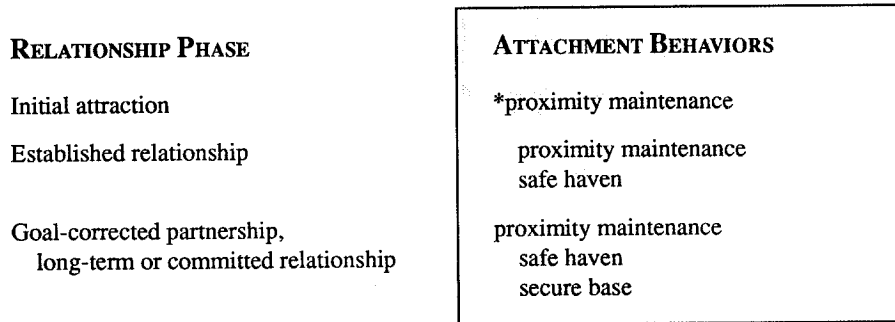 RELATIONSHIP PHASE
ATTACHMENT BEHAVIORS
Initial attraction
*proximity maintenance
Established relationship
proximity maintenance
safe haven
Goal-corrected partnership,
long-term or committed relationship
proximity maintenance
safe haven
secure base